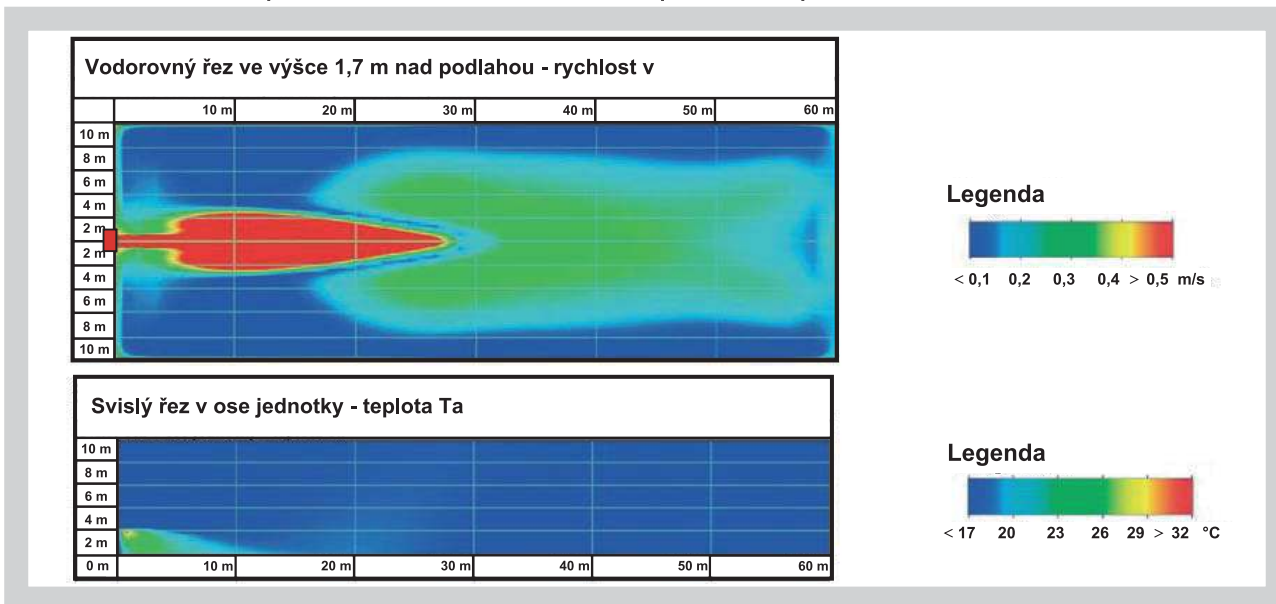 Vodorovný řez ve výšce 1,7 m nad podlahou - rychlost v
10 m 20 m 30 m 40 m 50 m 60 m
10 m
8 m
6 m
4 m
2 m
2 m
4 m
6 m
8 m
10 m
Legenda
< 0,1 0,2 0,3 0,4 > 0,5 m/s
Svislý řez v ose jednotky - teplota Ta
10 m
8 m
6 m
4 m
2 m
0 m 10 m 20 m 30 m 40 m 50 m 60 m
Legenda
< 17 20 23 26 29 > 32 °C